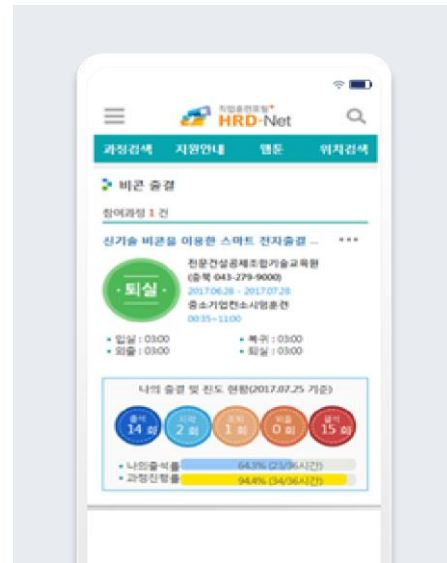 직업훈련포털
HRD-Net
과정검색 지원안내 웹툰 위치검색
비콘 출결
참여과정 1 건
신기술 비콘을 이용한 스마트 전자출결 ...
퇴실
전문건설공제조합기술교육원
(충북 043-279-9000)
2017.06.28 - 2017.07.28
중소기업컨소시엄훈련
00:35~11:00
입실 : 03:00 복귀 : 03:00
외출 : 03:00 퇴실 : 03:00
나의 출결 및 진도 현황(2017.07.25 기준)
출석 지각 조퇴 외출 결석
14 회 2 회 1 회 0 회 15 회
나의출석률 64.3% (23/36시간)
과정진행률 94.4% (34/36시간)